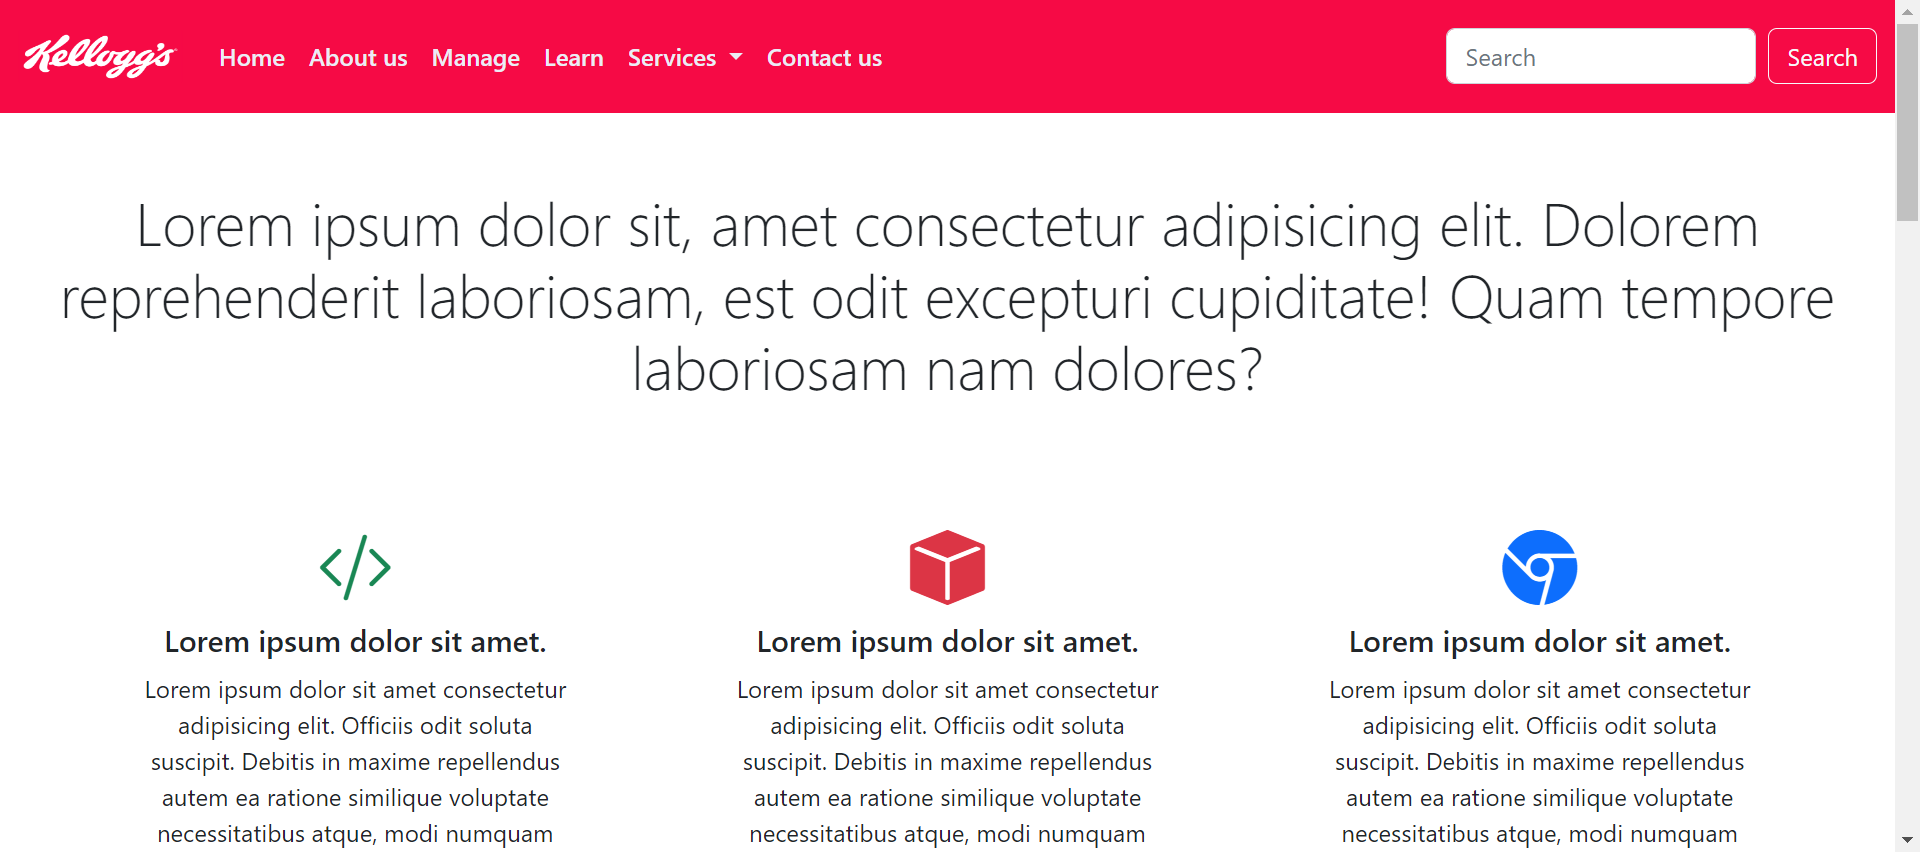 Kellogg's Home About us Manage Learn Services Contact us Search Search
Lorem ipsum dolor sit, amet consectetur adipisicing elit. Dolorem
reprehenderit laboriosam, est odit excepturi cupiditate! Quam tempore
laboriosam nam dolores?
Lorem ipsum dolor sit amet.
Lorem ipsum dolor sit amet consectetur
adipisicing elit. Officiis odit soluta
suscipit. Debitis in maxime repellendus
autem ea ratione similique voluptate
necessitatibus atque, modi numquam
Lorem ipsum dolor sit amet.
Lorem ipsum dolor sit amet consectetur
adipisicing elit. Officiis odit soluta
suscipit. Debitis in maxime repellendus
autem ea ratione similique voluptate
necessitatibus atque, modi numquam
Lorem ipsum dolor sit amet.
Lorem ipsum dolor sit amet consectetur
adipisicing elit. Officiis odit soluta
suscipit. Debitis in maxime repellendus
autem ea ratione similique voluptate
necessitatibus atque, modi numquam